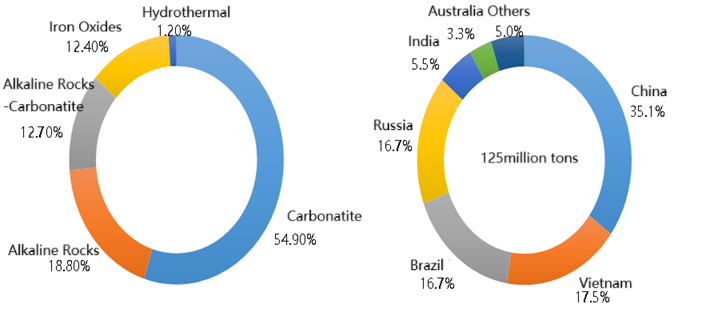 Hydrothermal
1.20%
Iron Oxides
12.40%
Alkaline Rocks
-Carbonatite
12.70%
Carbonatite
54.90%
Alkaline Rocks
18.80%
Australia Others
3.3% 5.0%
India
5.5%
China
35.1%
Russia
16.7%
125million tons
Brazil
16.7%
Vietnam
17.5%